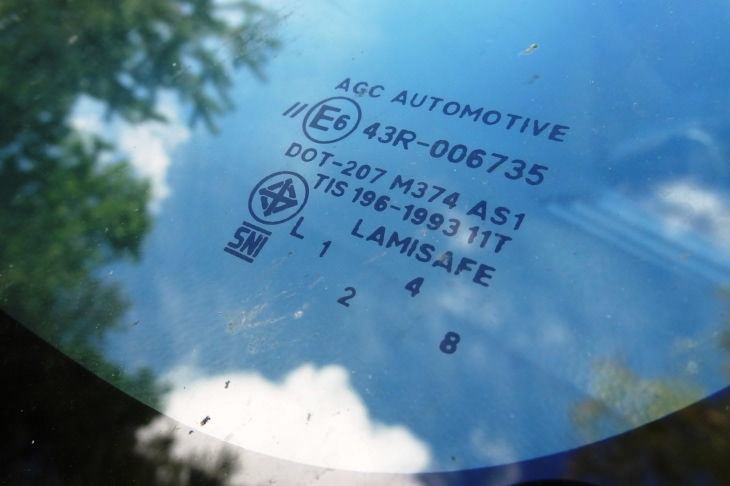 AGC AUTOMOTIVE
// E6 43R-006735
DOT-207 M374 AS1
TIS 196-1993 11T
SNI L LAMISAFE
1 4
2 8